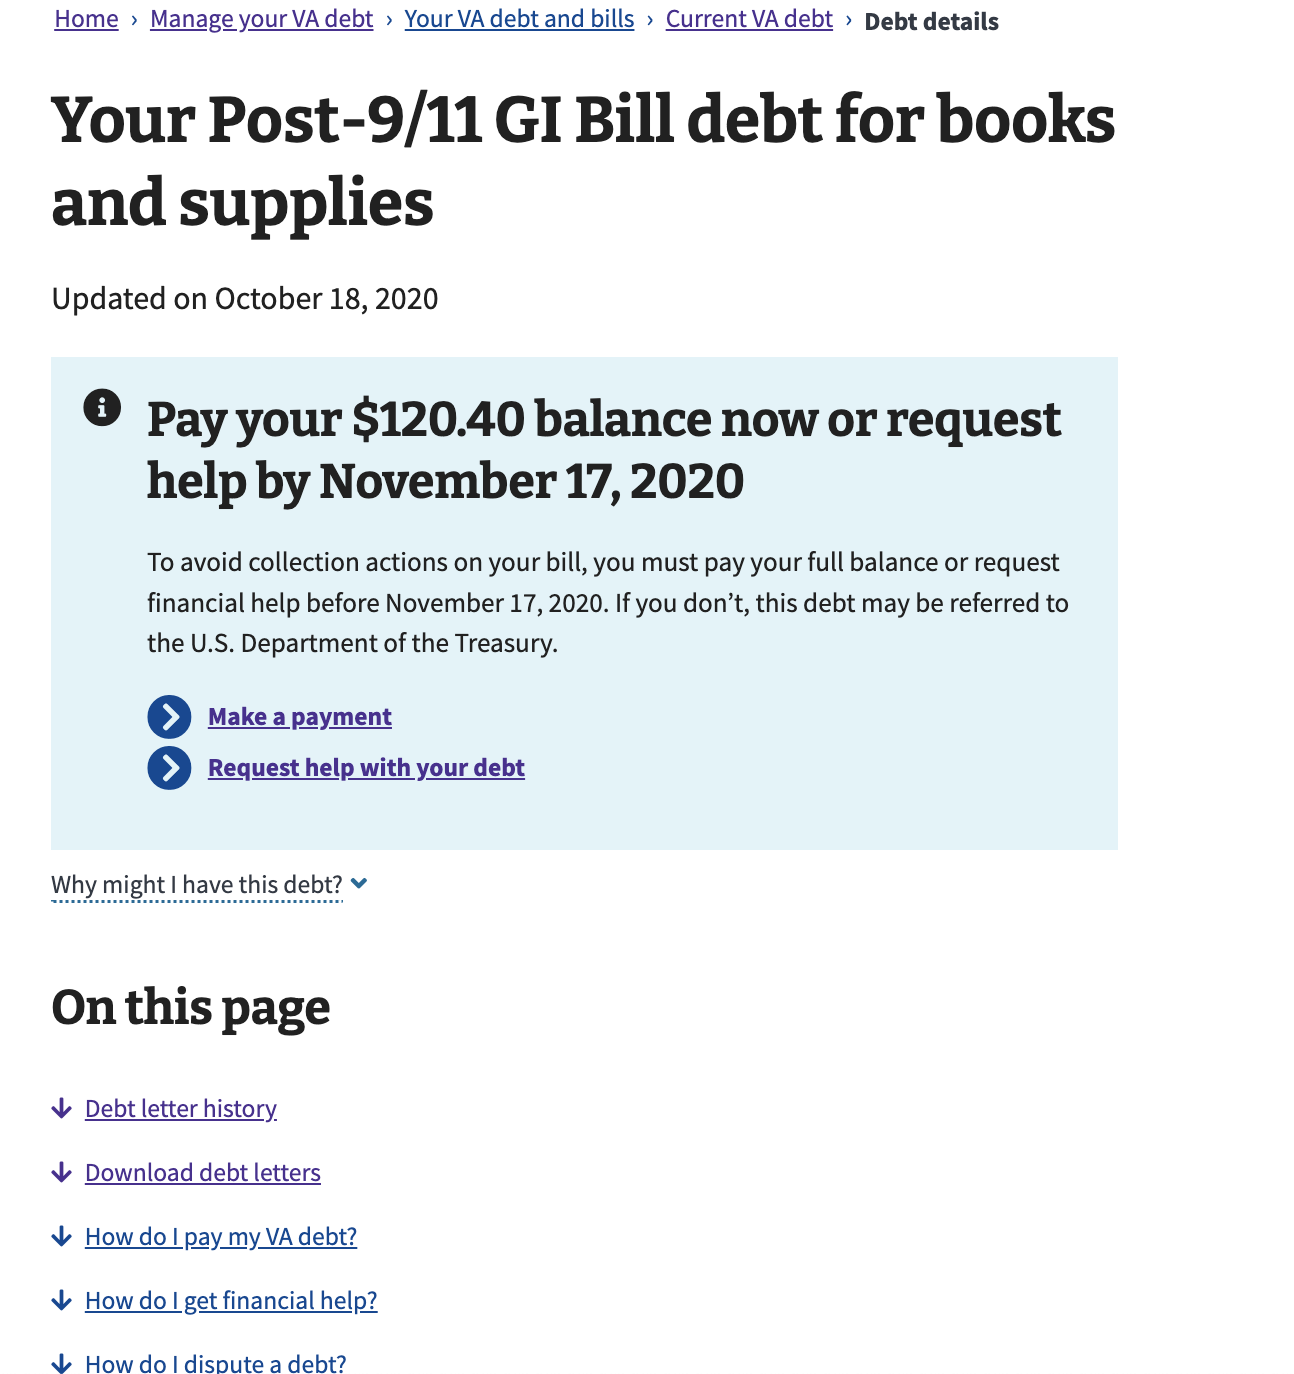 Home › Manage your VA debt › Your VA debt and bills › Current VA debt › Debt details
Your Post-9/11 GI Bill debt for books
and supplies
Updated on October 18, 2020
Pay your $120.40 balance now or request
help by November 17, 2020
To avoid collection actions on your bill, you must pay your full balance or request
financial help before November 17, 2020. If you don’t, this debt may be referred to
the U.S. Department of the Treasury.
Make a payment
Request help with your debt
Why might I have this debt?
On this page
Debt letter history
Download debt letters
How do I pay my VA debt?
How do I get financial help?
How do I dispute a debt?